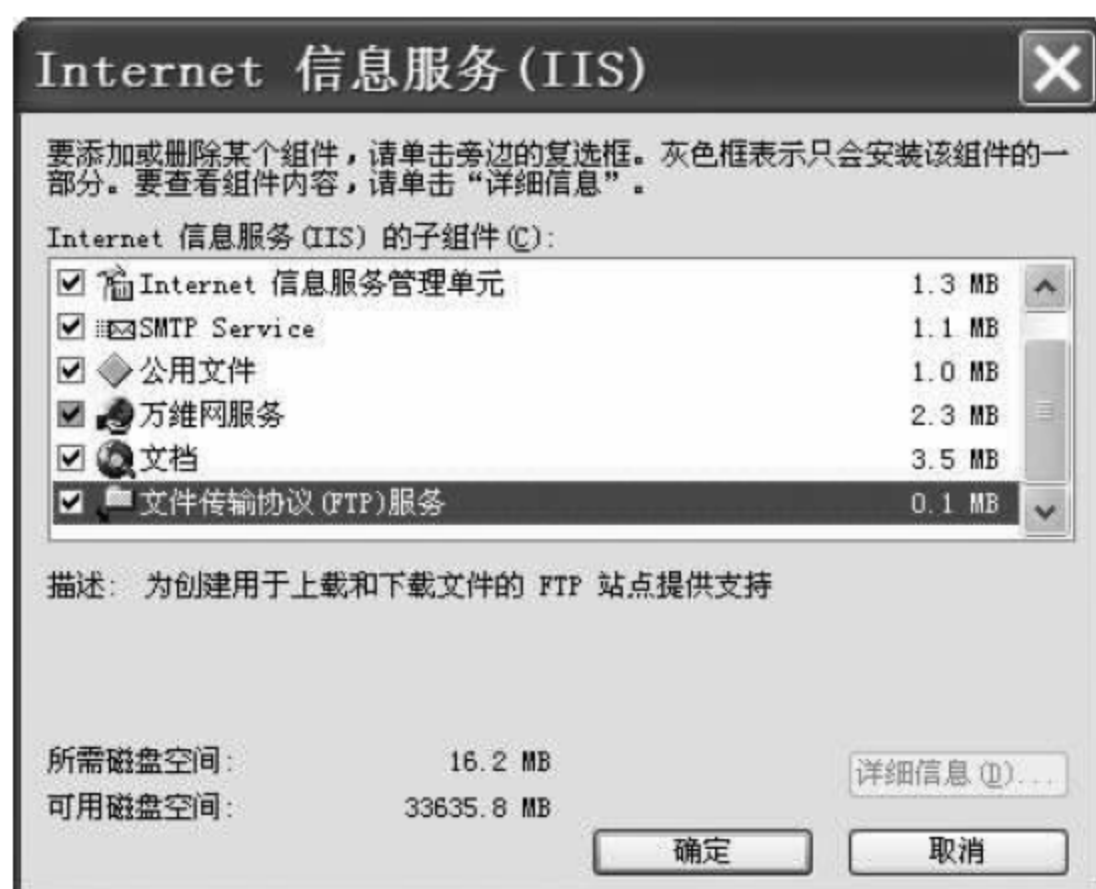 Internet 信息服务(IIS)
要添加或删除某个组件，请单击旁边的复选框。灰色框表示只会安装该组件的一
部分。要查看组件内容，请单击“详细信息”。
Internet 信息服务(IIS) 的子组件(C):
Internet 信息服务管理单元 1.3 MB
SMTP Service 1.1 MB
公用文件 1.0 MB
万维网服务 2.3 MB
文档 3.5 MB
文件传输协议(FTP)服务 0.1 MB
描述: 为创建用于上载和下载文件的 FTP 站点提供支持
所需磁盘空间: 16.2 MB
详细信息(D)...
可用磁盘空间: 33635.8 MB
确定 取消